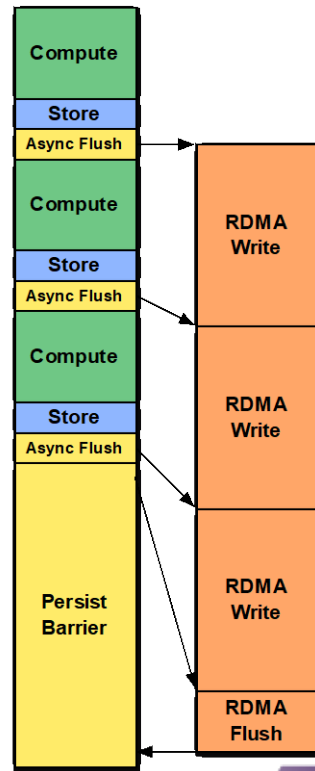 Compute
Store
Async Flush
Compute
Store
Async Flush
Compute
Store
Async Flush
Persist
Barrier
RDMA
Write
RDMA
Write
RDMA
Write
RDMA
Flush